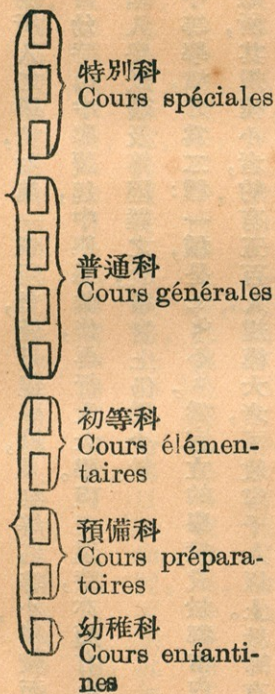 特別科
Cours spéciales
普通科
Cours générales
初等科
Cours élémen-
taires
預備科
Cours prépara-
toires
幼稚科
Cours enfanti-
nes